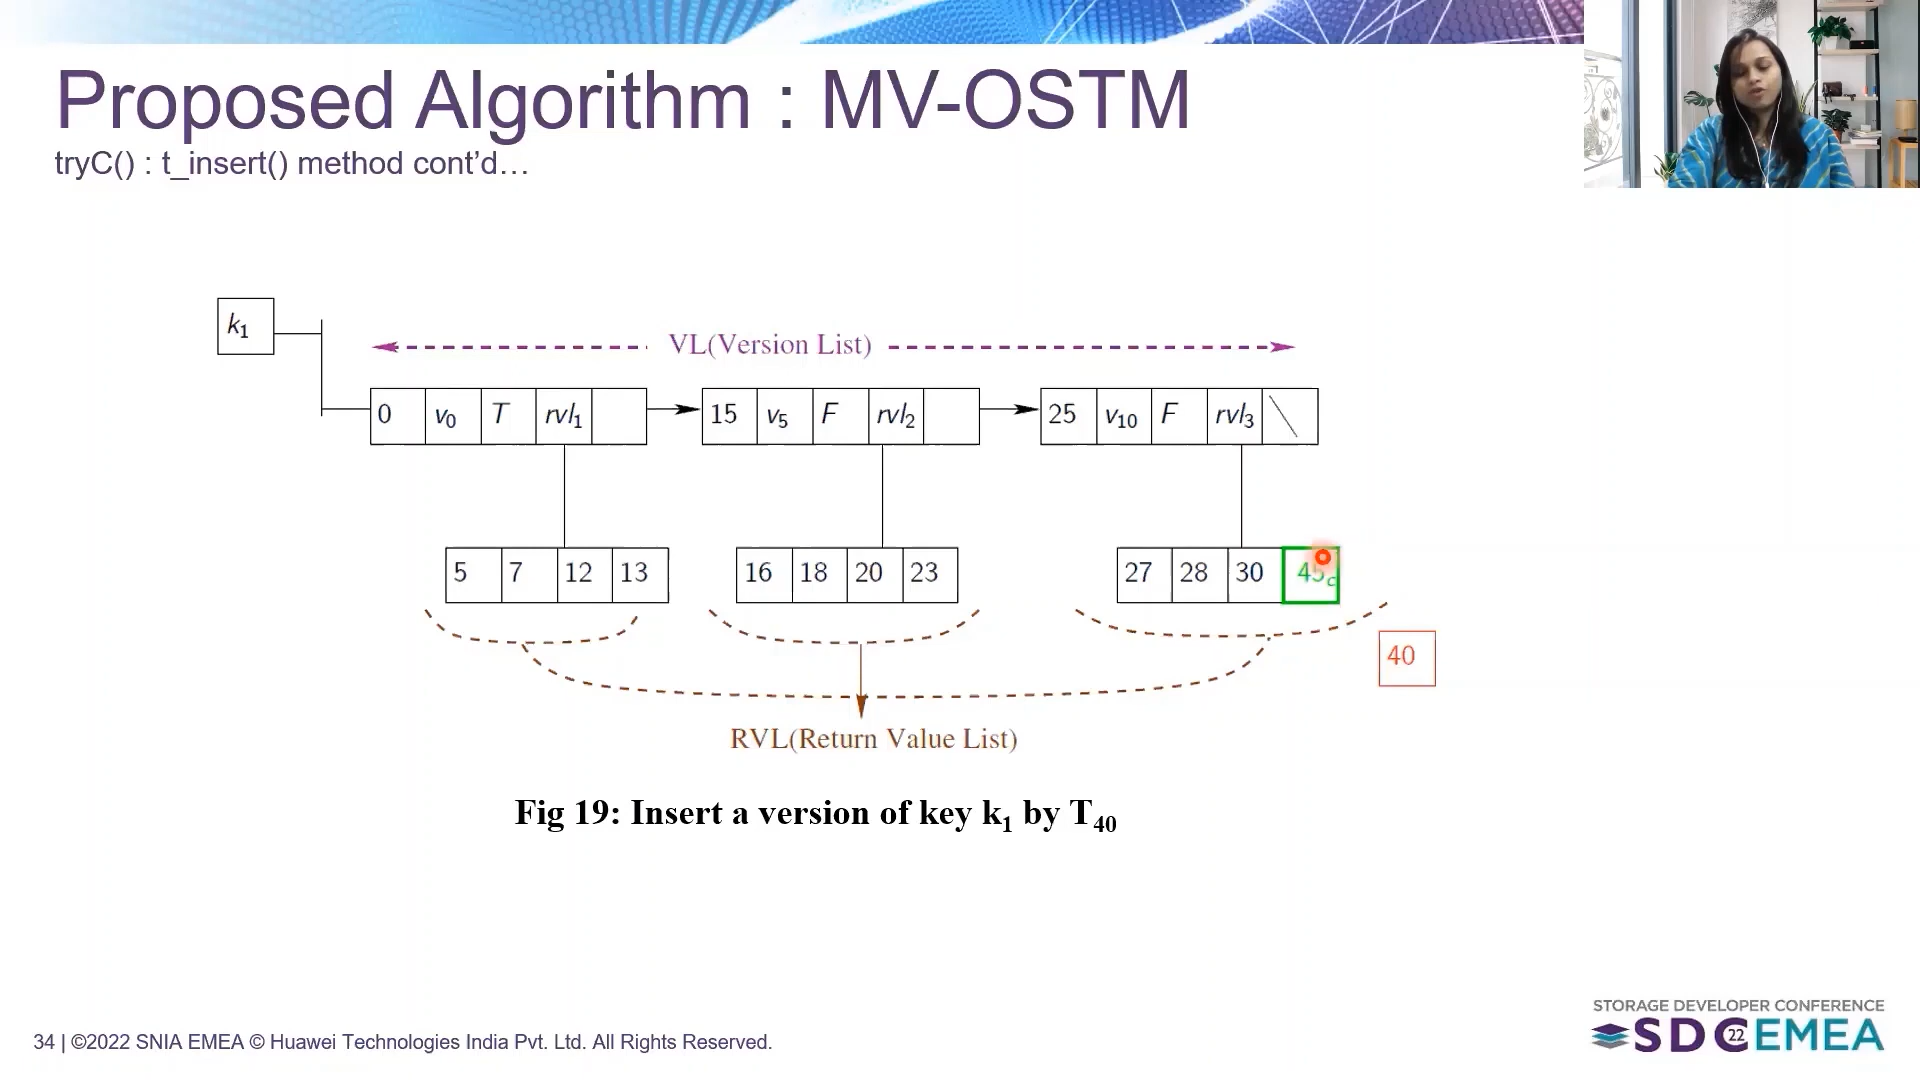 Proposed Algorithm : MV-OSTM
tryC() : t_insert() method cont’d…
k1
VL(Version List)
0 v0 T rvl1
15 v5 F rvl2
25 v10 F rvl3
5 7 12 13
16 18 20 23
27 28 30 45c
40
RVL(Return Value List)
Fig 19: Insert a version of key k1 by T40
34 | ©2022 SNIA EMEA © Huawei Technologies India Pvt. Ltd. All Rights Reserved.
STORAGE DEVELOPER CONFERENCE
SDC 22 EMEA